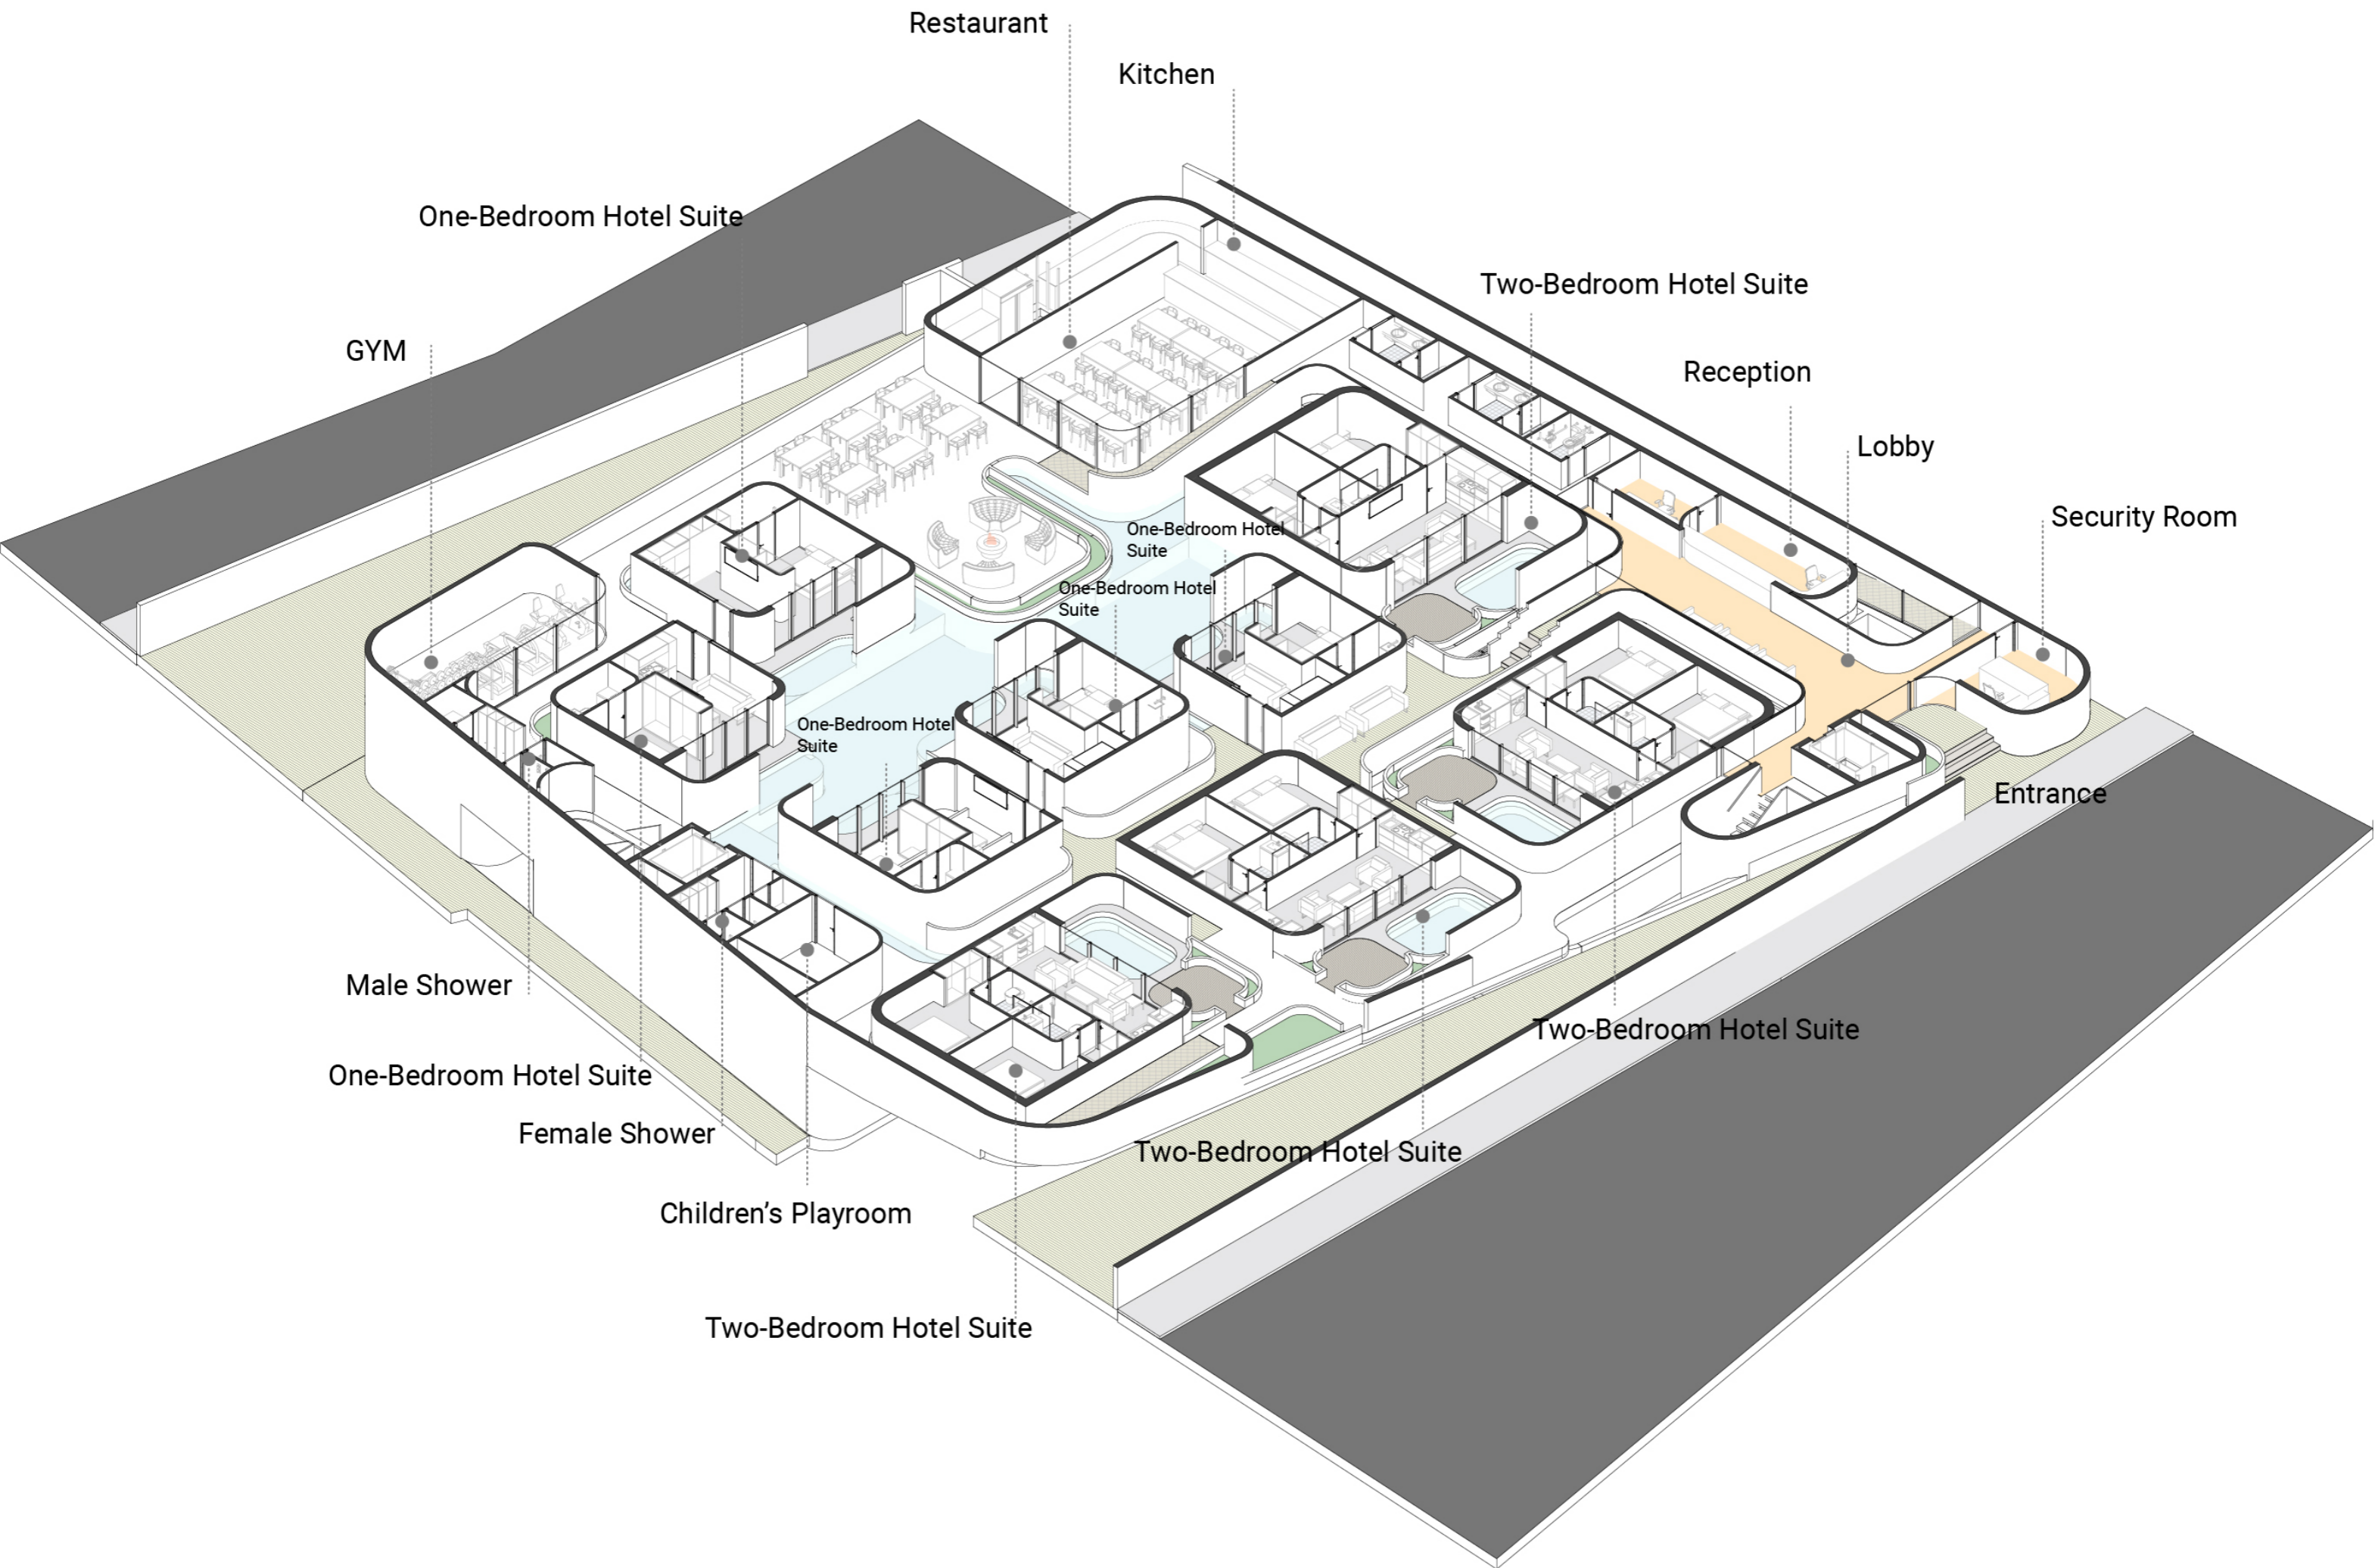 Restaurant
Kitchen
One-Bedroom Hotel Suite
Two-Bedroom Hotel Suite
GYM
Reception
Lobby
Security Room
One-Bedroom Hotel
Suite
One-Bedroom Hotel
Suite
One-Bedroom Hotel
Suite
Entrance
Male Shower
Two-Bedroom Hotel Suite
One-Bedroom Hotel Suite
Female Shower
Two-Bedroom Hotel Suite
Children’s Playroom
Two-Bedroom Hotel Suite